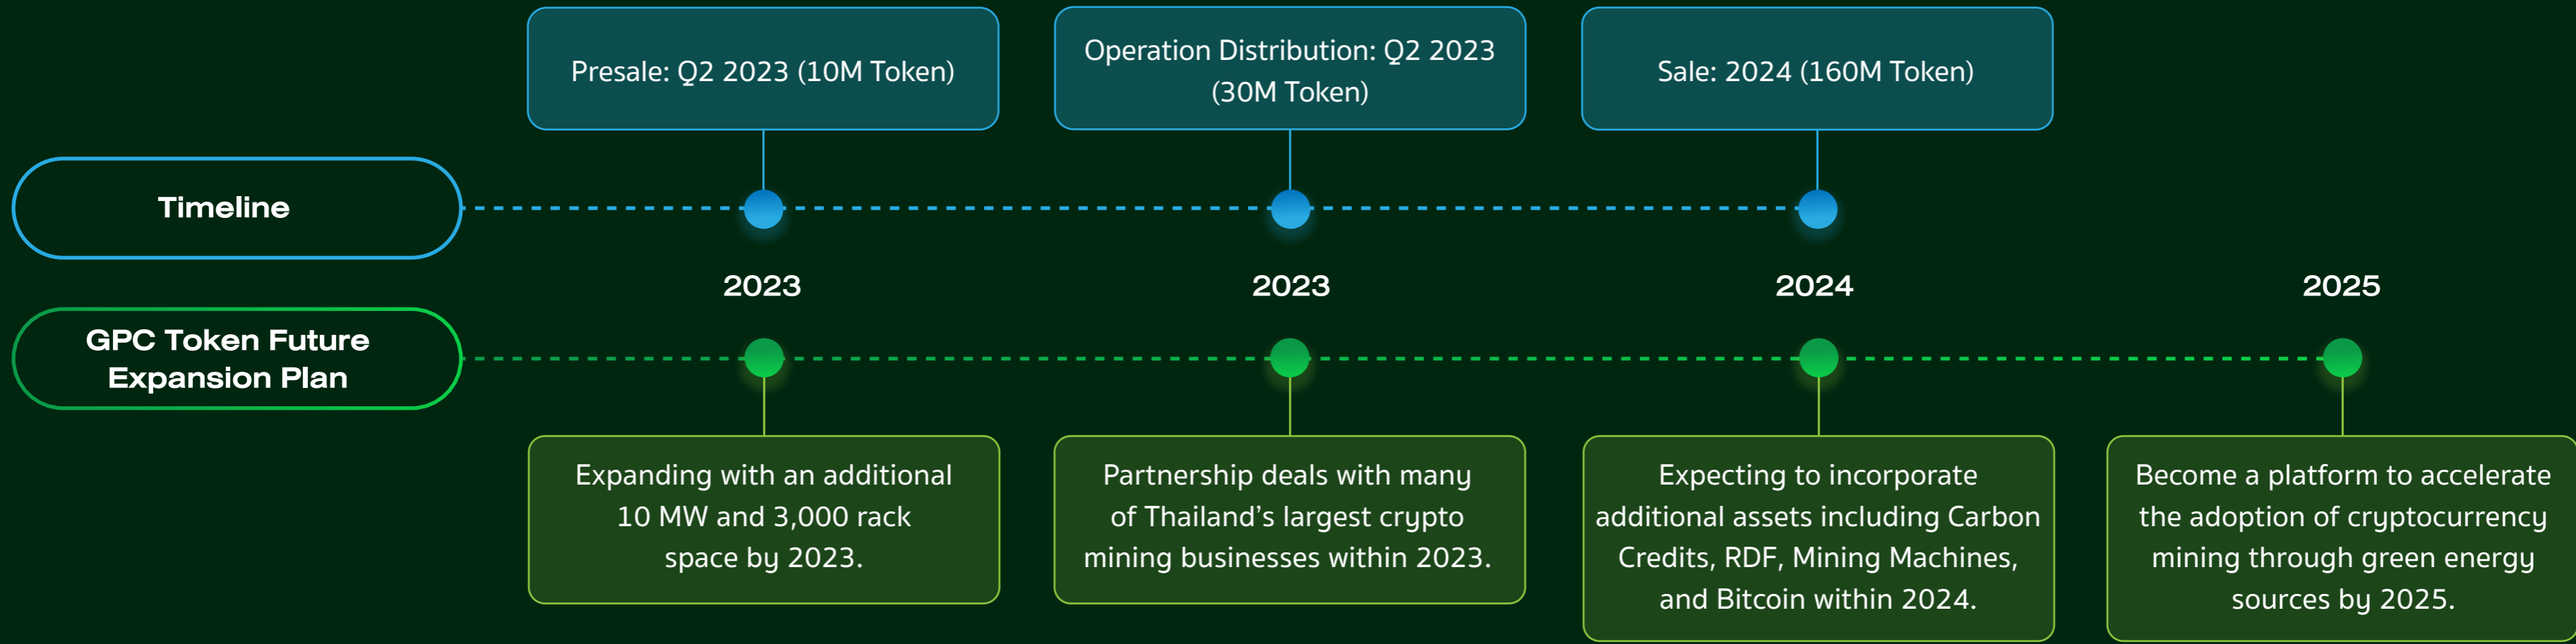 Presale: Q2 2023 (10M Token)
Operation Distribution: Q2 2023
(30M Token)
Sale: 2024 (160M Token)
Timeline
2023
2023
2024
2025
GPC Token Future
Expansion Plan
Expanding with an additional
10 MW and 3,000 rack
space by 2023.
Partnership deals with many
of Thailand’s largest crypto
mining businesses within 2023.
Expecting to incorporate
additional assets including Carbon
Credits, RDF, Mining Machines,
and Bitcoin within 2024.
Become a platform to accelerate
the adoption of cryptocurrency
mining through green energy
sources by 2025.